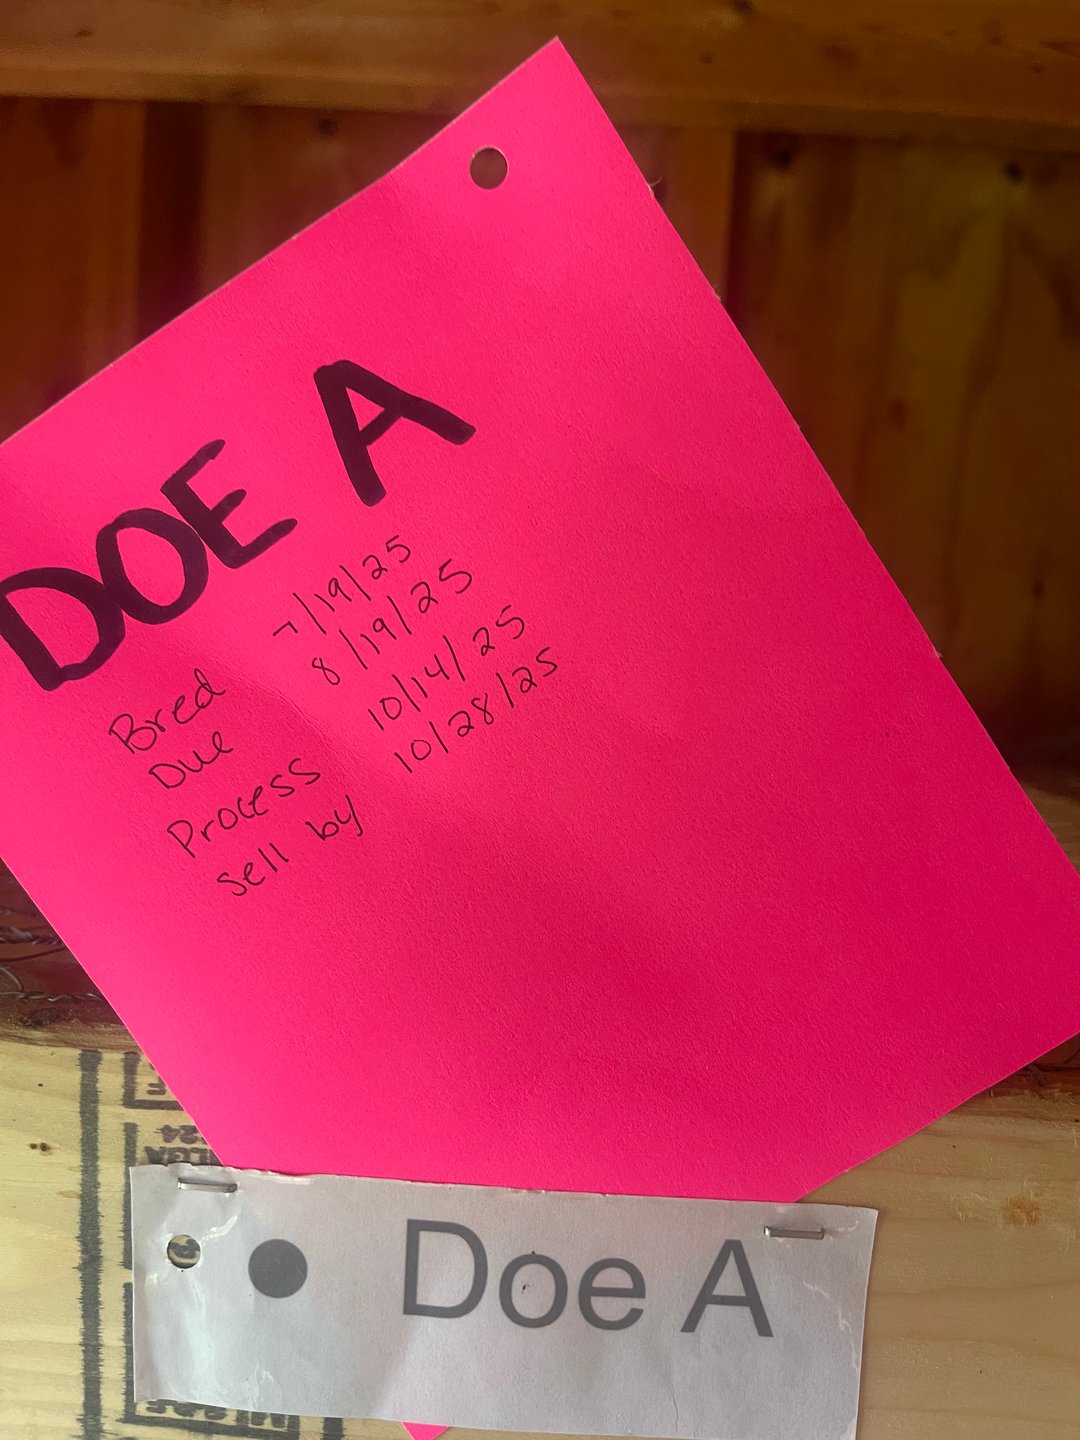 DOE A
Bred 7/19/25
Due 8/19/25
Process 10/14/25
Sell by 10/28/25
Doe A